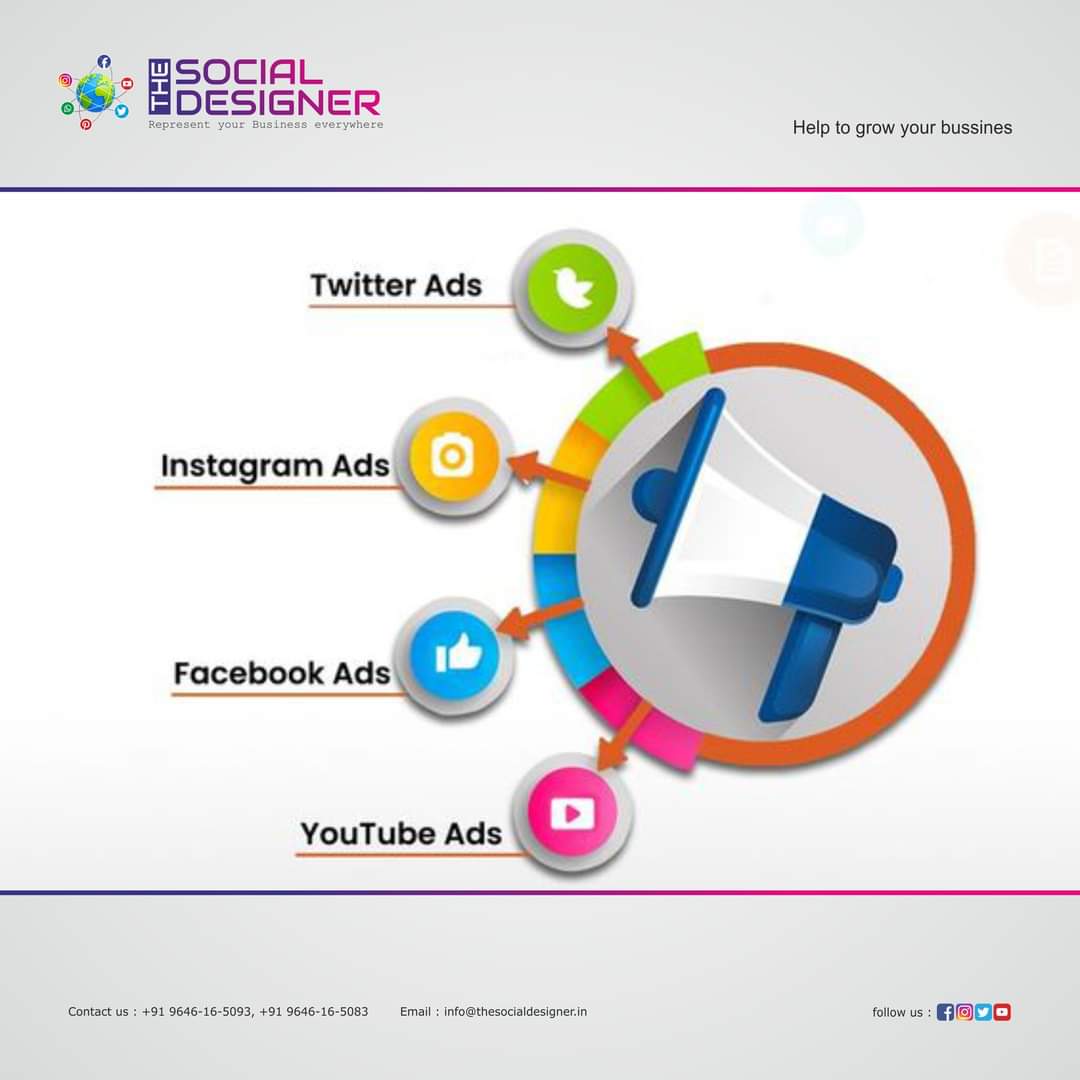 THE SOCIAL DESIGNER
Represent your Business everywhere
Help to grow your bussines
Twitter Ads
Instagram Ads
Facebook Ads
YouTube Ads
Contact us : +91 9646-16-5093, +91 9646-16-5083
Email : info@thesocialdesigner.in
follow us :